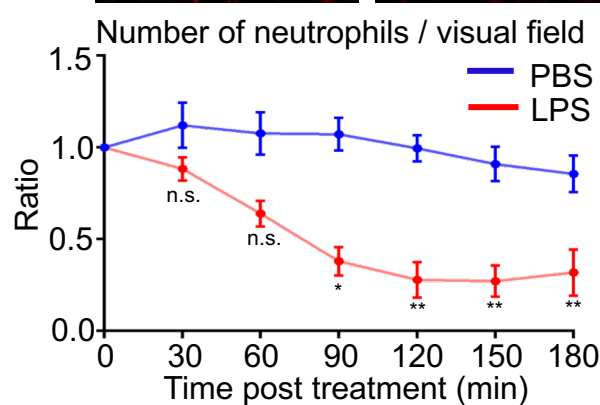 Number of neutrophils / visual field
1.5
PBS
LPS
1.0
Ratio
n.s.
0.5
n.s.
*
**
**
**
0.0
0 30 60 90 120 150 180
Time post treatment (min)